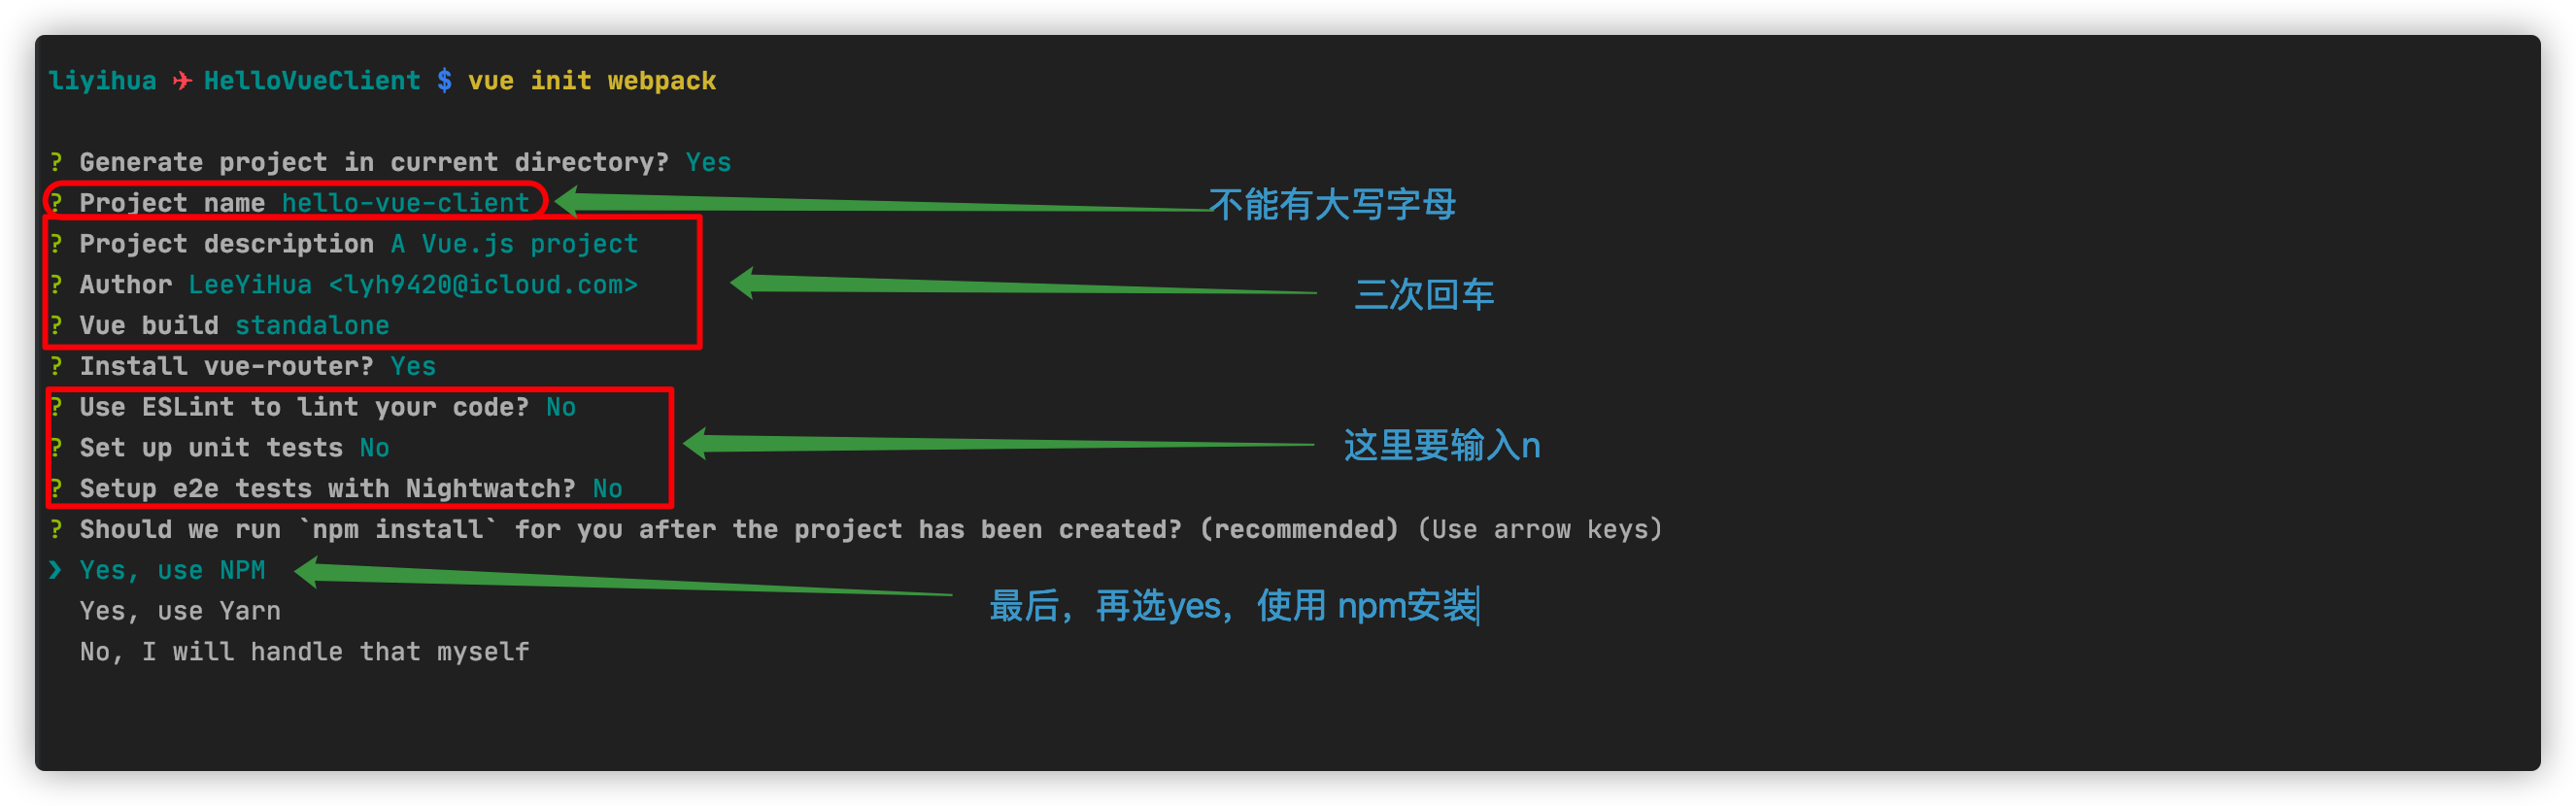 liyihua ✈ HelloVueClient $ vue init webpack
? Generate project in current directory? Yes
? Project name hello-vue-client
不能有大写字母
? Project description A Vue.js project
? Author LeeYiHua <lyh9420@icloud.com>
三次回车
? Vue build standalone
? Install vue-router? Yes
? Use ESLint to lint your code? No
? Set up unit tests No
这里要输入n
? Setup e2e tests with Nightwatch? No
? Should we run `npm install` for you after the project has been created? (recommended) (Use arrow keys)
❯ Yes, use NPM
最后，再选yes，使用 npm安装
Yes, use Yarn
No, I will handle that myself